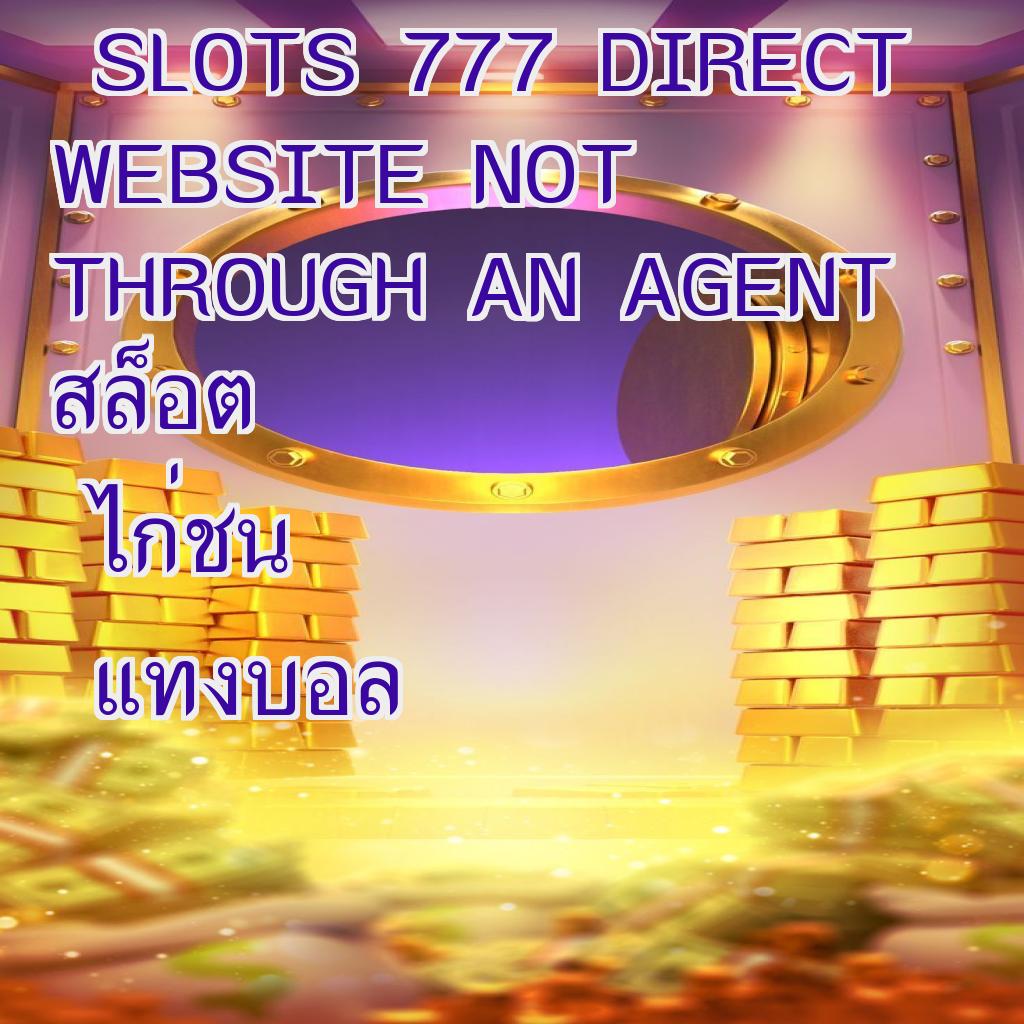 SLOTS 777 DIRECT
WEBSITE NOT
THROUGH AN AGENT
สล็อต
ไก่ชน
แทงบอล